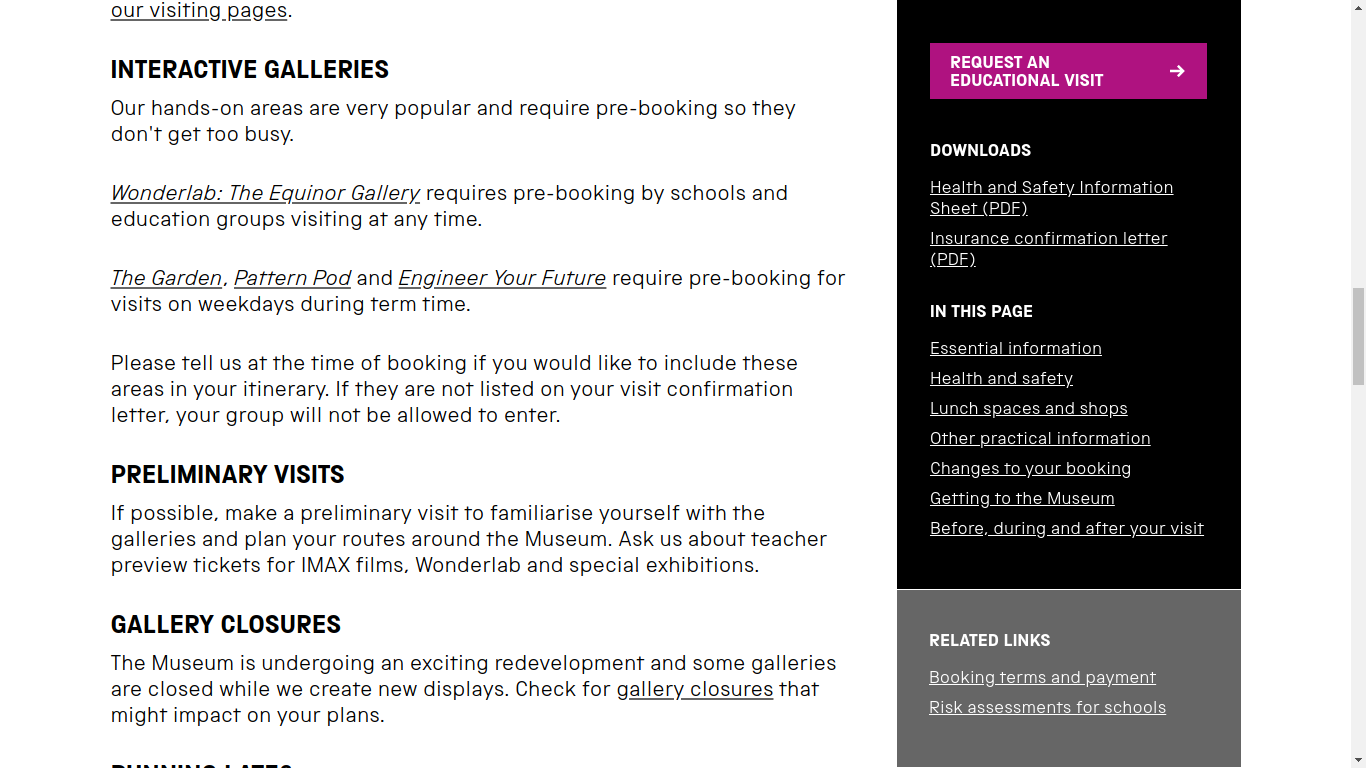 our visiting pages.
INTERACTIVE GALLERIES
Our hands-on areas are very popular and require pre-booking so they
don't get too busy.
Wonderlab: The Equinor Gallery requires pre-booking by schools and
education groups visiting at any time.
The Garden, Pattern Pod and Engineer Your Future require pre-booking for
visits on weekdays during term time.
Please tell us at the time of booking if you would like to include these
areas in your itinerary. If they are not listed on your visit confirmation
letter, your group will not be allowed to enter.
PRELIMINARY VISITS
If possible, make a preliminary visit to familiarise yourself with the
galleries and plan your routes around the Museum. Ask us about teacher
preview tickets for IMAX films, Wonderlab and special exhibitions.
GALLERY CLOSURES
The Museum is undergoing an exciting redevelopment and some galleries
are closed while we create new displays. Check for gallery closures that
might impact on your plans.
RUNNING LATE?
REQUEST AN
EDUCATIONAL VISIT
DOWNLOADS
Health and Safety Information
Sheet (PDF)
Insurance confirmation letter
(PDF)
IN THIS PAGE
Essential information
Health and safety
Lunch spaces and shops
Other practical information
Changes to your booking
Getting to the Museum
Before, during and after your visit
RELATED LINKS
Booking terms and payment
Risk assessments for schools